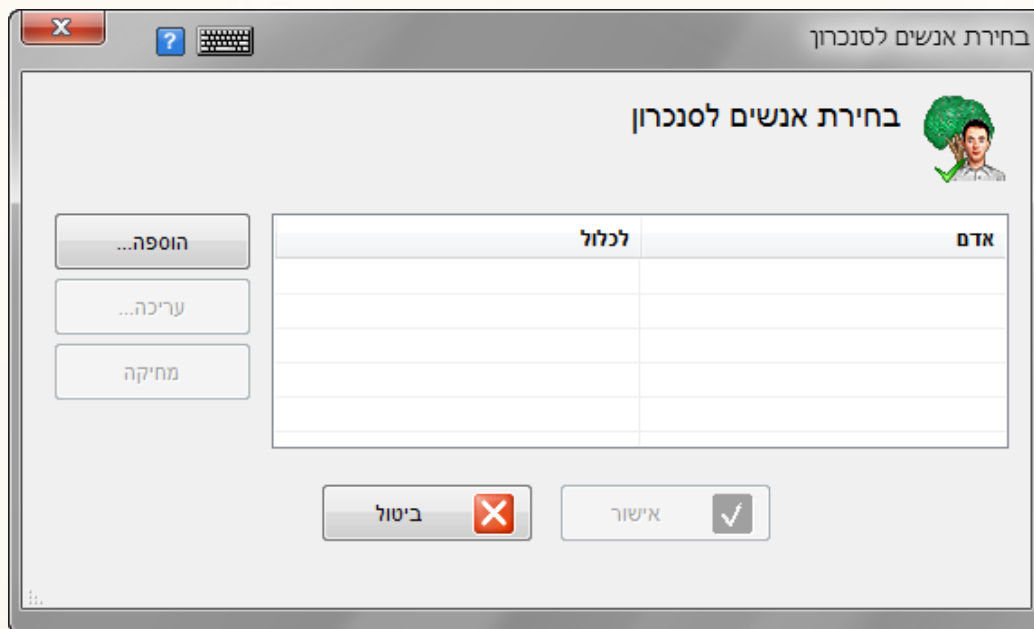 בחירת אנשים לסנכרון
בחירת אנשים לסנכרון
אדם לכלול
הוספה...
עריכה...
מחיקה
אישור ביטול